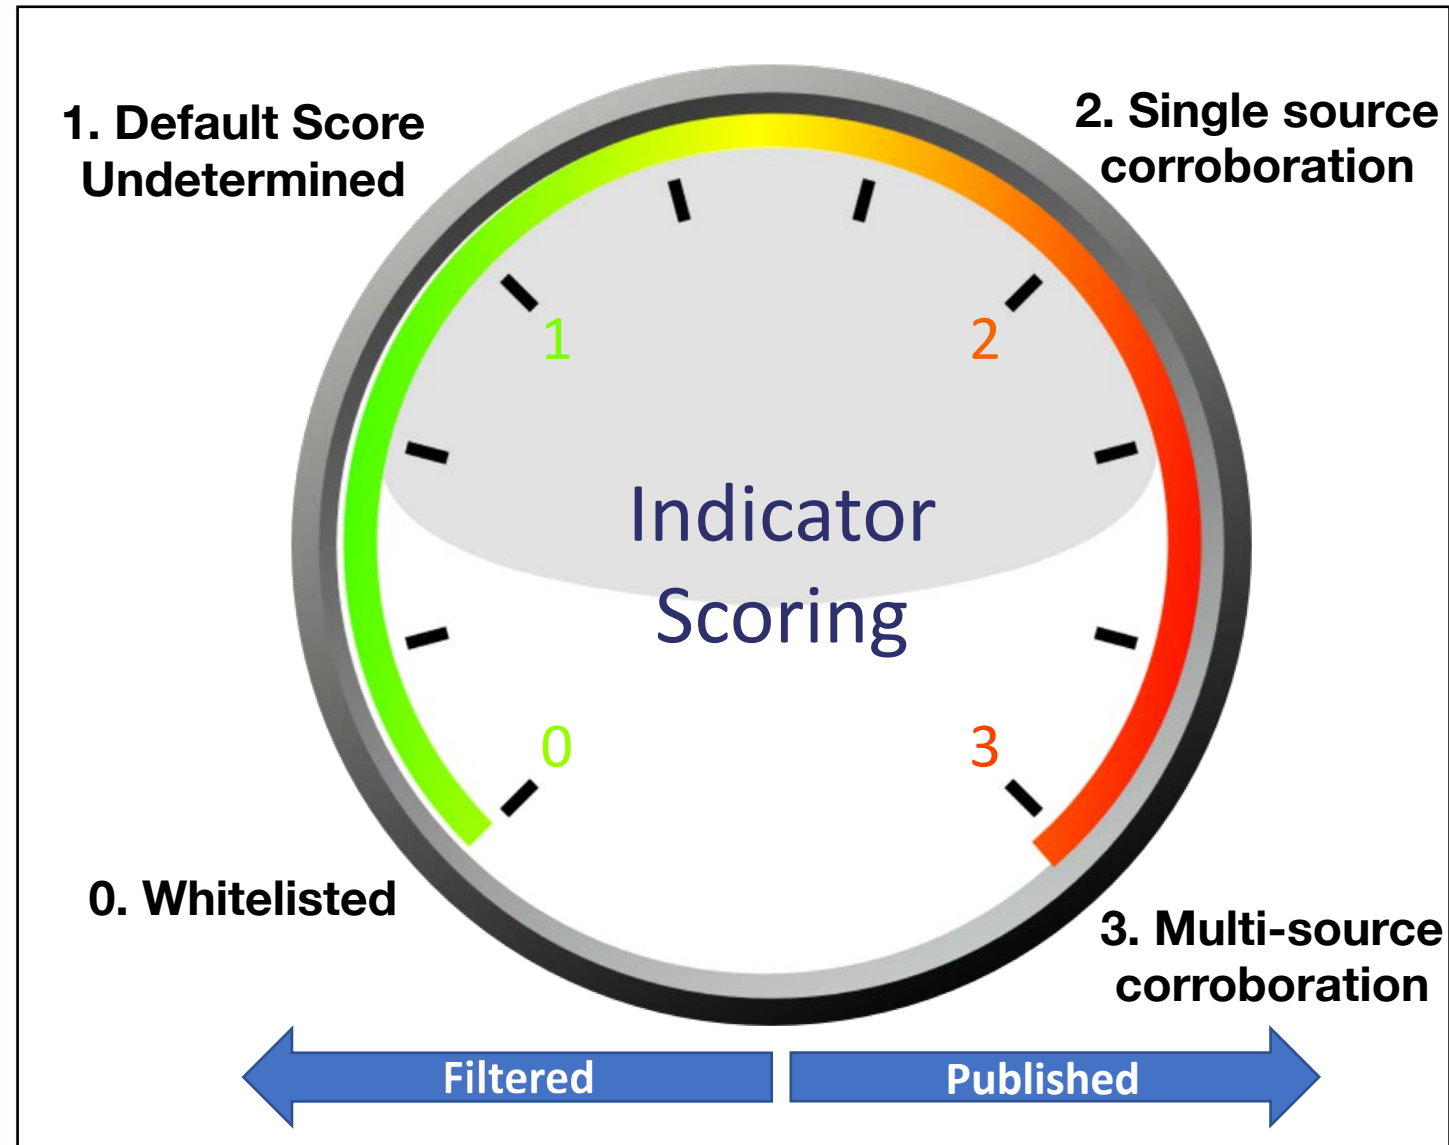 1. Default Score
Undetermined
2. Single source
corroboration
1
2
Indicator
Scoring
0
3
0. Whitelisted
3. Multi-source
corroboration
Filtered
Published